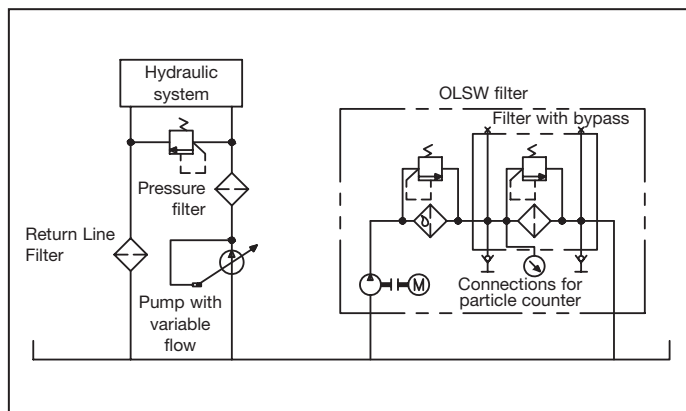 Hydraulic
system
OLSW filter
Filter with bypass
Pressure
filter
Return Line
Filter
M
Connections for
particle counter
Pump with
variable
flow